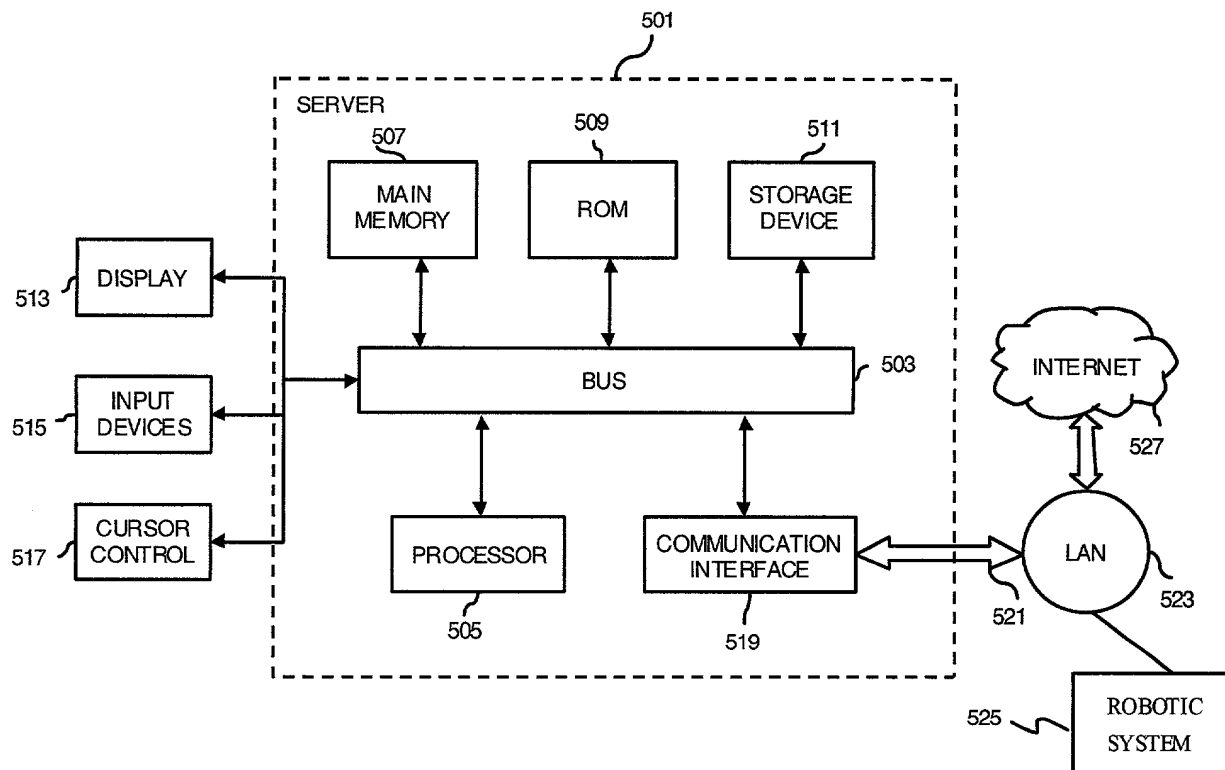 501
SERVER
507
509
511
MAIN
MEMORY
ROM
STORAGE
DEVICE
DISPLAY
513
BUS
503
INTERNET
527
INPUT
DEVICES
515
CURSOR
CONTROL
517
PROCESSOR
505
COMMUNICATION
INTERFACE
519
521
LAN
523
525
ROBOTIC
SYSTEM